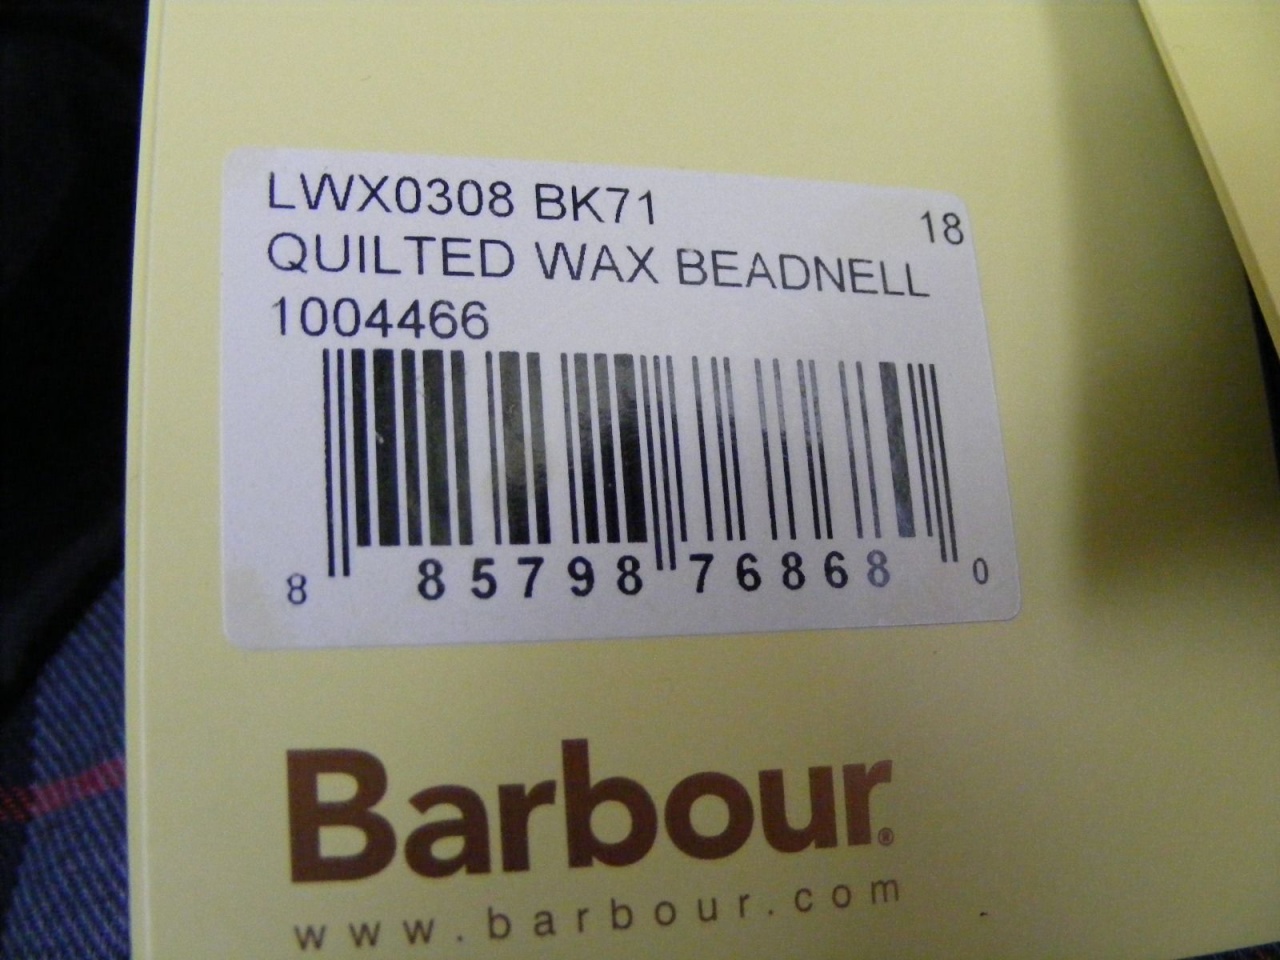 LWX0308 BK71
18
QUILTED WAX BEADNELL
1004466
8 85798 76868 0
Barbour®
www.barbour.com